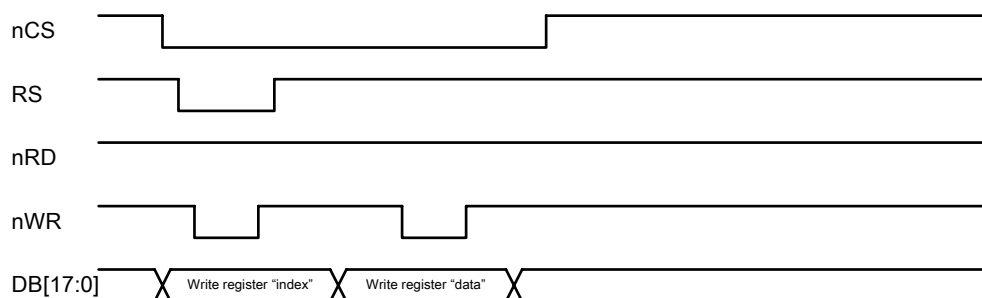 nCS
RS
nRD
nWR
DB[17:0] Write register “index” Write register “data”